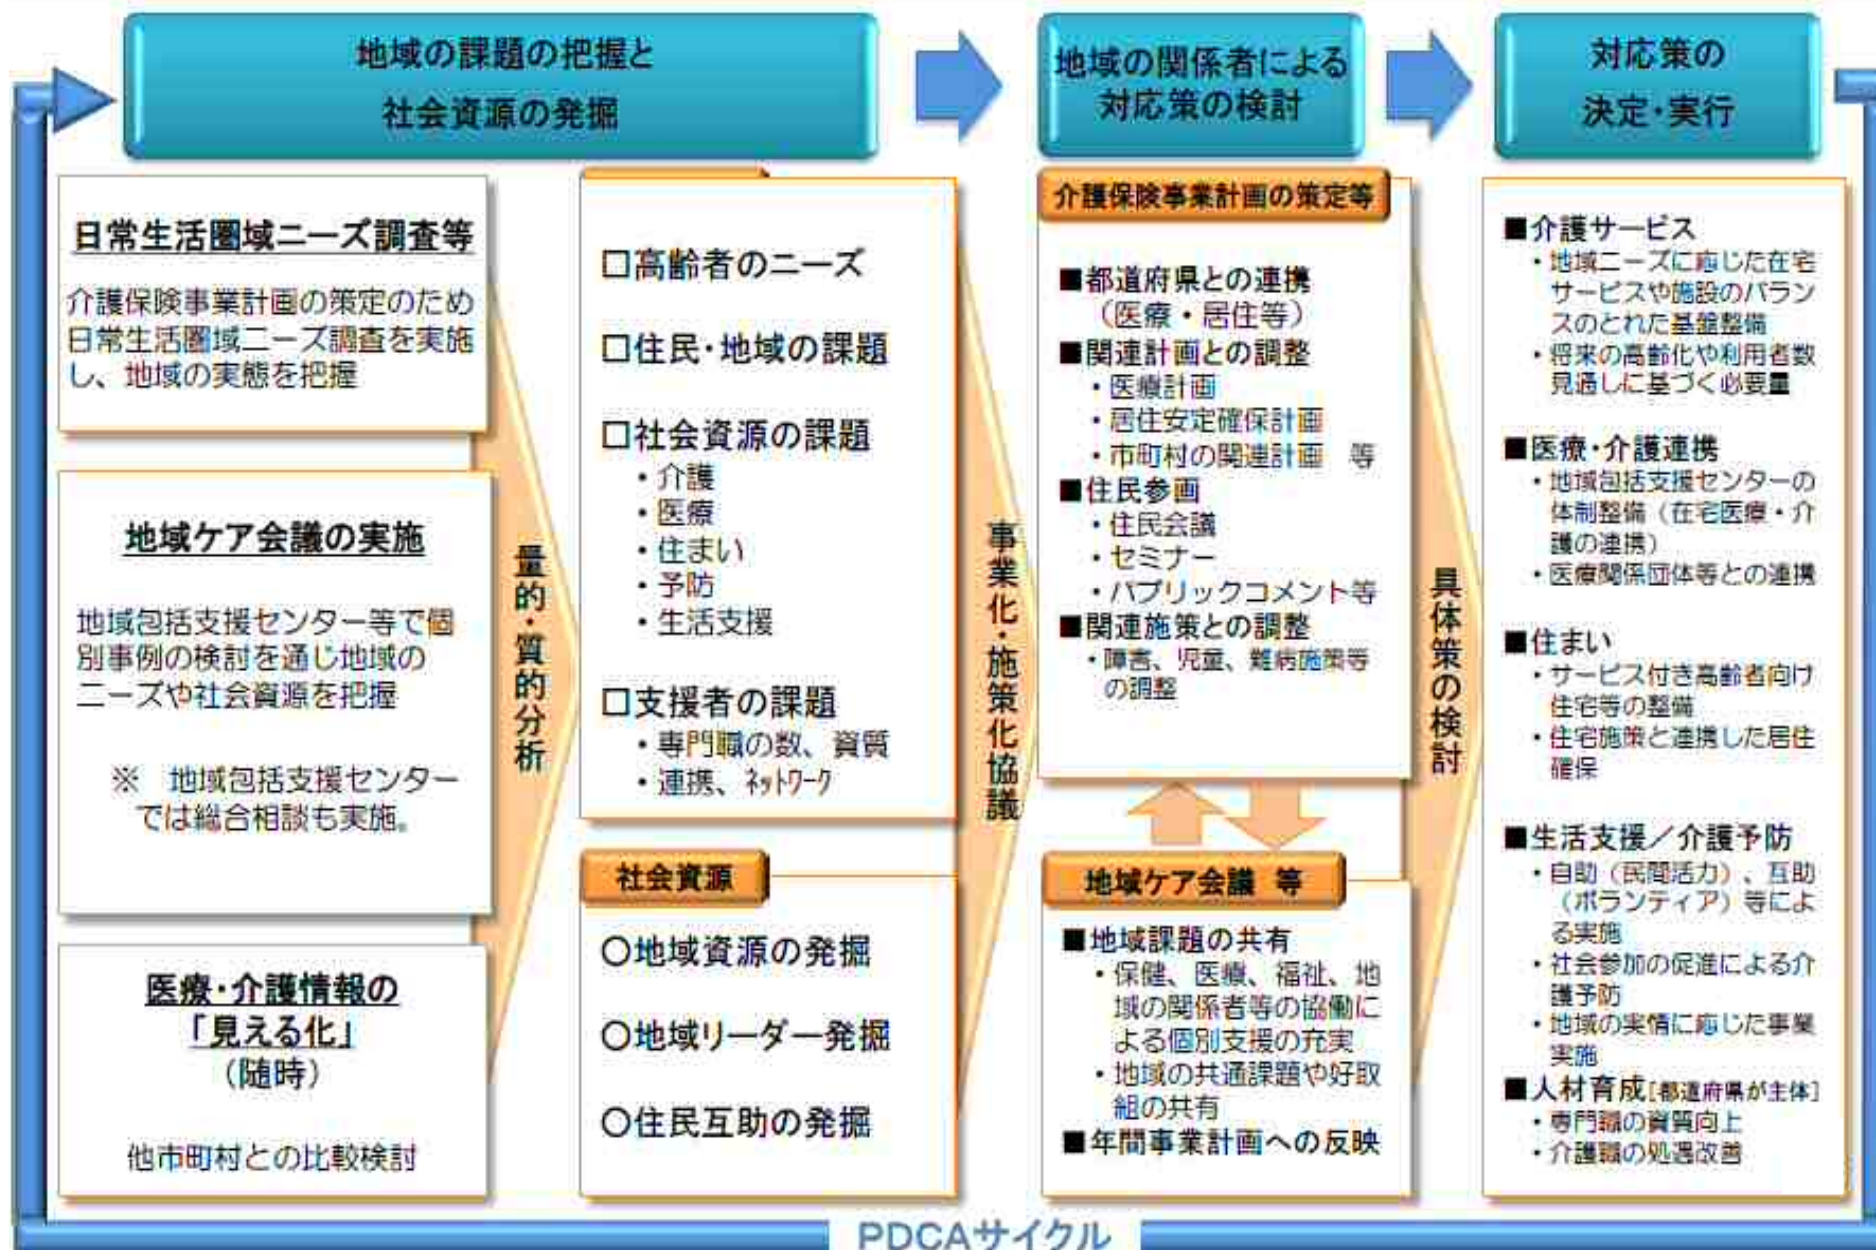 地域の課題の把握と
社会資源の発掘
地域の関係者による
対応策の検討
対応策の
決定・実行
日常生活圏域ニーズ調査等
介護保険事業計画の策定のため
日常生活圏域ニーズ調査を実施
し、地域の実態を把握
地域ケア会議の実施
地域包括支援センター等で個
別事例の検討を通じ地域の
ニーズや社会資源を把握
※　地域包括支援センター
では総合相談も実施。
医療・介護情報の
「見える化」
（随時）
他市町村との比較検討
量的・質的分析
□高齢者のニーズ
□住民・地域の課題
□社会資源の課題
・介護
・医療
・住まい
・予防
・生活支援
□支援者の課題
・専門職の数、資質
・連携、ﾈｯﾄﾜｰｸ
社会資源
○地域資源の発掘
○地域リーダー発掘
○住民互助の発掘
事業化・施策化協議
介護保険事業計画の策定等
■都道府県との連携
（医療・居住等）
■関連計画との調整
・医療計画
・居住安定確保計画
・市町村の関連計画　等
■住民参画
・住民会議
・セミナー
・パブリックコメント等
■関連施策との調整
・障害、児童、難病施策等
の調整
地域ケア会議　等
■地域課題の共有
・保健、医療、福祉、地
域の関係者等の協働に
よる個別支援の充実
・地域の共通課題や好取
組の共有
■年間事業計画への反映
具体策の検討
■介護サービス
・地域ニーズに応じた在宅
サービスや施設のバラン
スのとれた基盤整備
・将来の高齢化や利用者数
見通しに基づく必要量
■医療・介護連携
・地域包括支援センターの
体制整備（在宅医療・介
護の連携）
・医療関係団体等との連携
■住まい
・サービス付き高齢者向け
住宅等の整備
・住宅施策と連携した居住
確保
■生活支援／介護予防
・自助（民間活力）、互助
（ボランティア）等によ
る実施
・社会参加の促進による介
護予防
・地域の実情に応じた事業
実施
■人材育成[都道府県が主体]
・専門職の資質向上
・介護職の処遇改善
PDCAサイクル